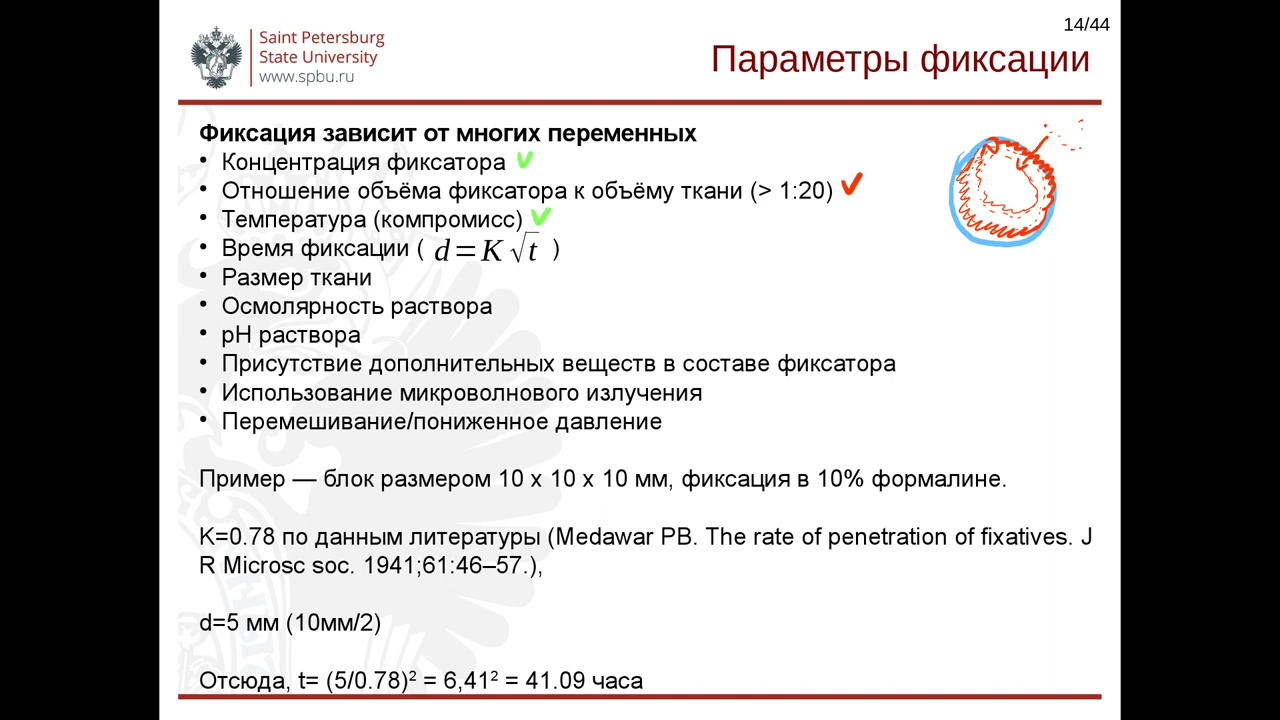 14/44
Saint Petersburg
State University
www.spbu.ru
Параметры фиксации
Фиксация зависит от многих переменных
• Концентрация фиксатора
• Отношение объёма фиксатора к объёму ткани (> 1:20)
• Температура (компромисс)
• Время фиксации ( d=K√t )
• Размер ткани
• Осмолярность раствора
• pH раствора
• Присутствие дополнительных веществ в составе фиксатора
• Использование микроволнового излучения
• Перемешивание/пониженное давление
Пример — блок размером 10 x 10 x 10 мм, фиксация в 10% формалине.
K=0.78 по данным литературы (Medawar PB. The rate of penetration of fixatives. J
R Microsc soc. 1941;61:46–57.),
d=5 мм (10мм/2)
Отсюда, t= (5/0.78)² = 6,41² = 41.09 часа